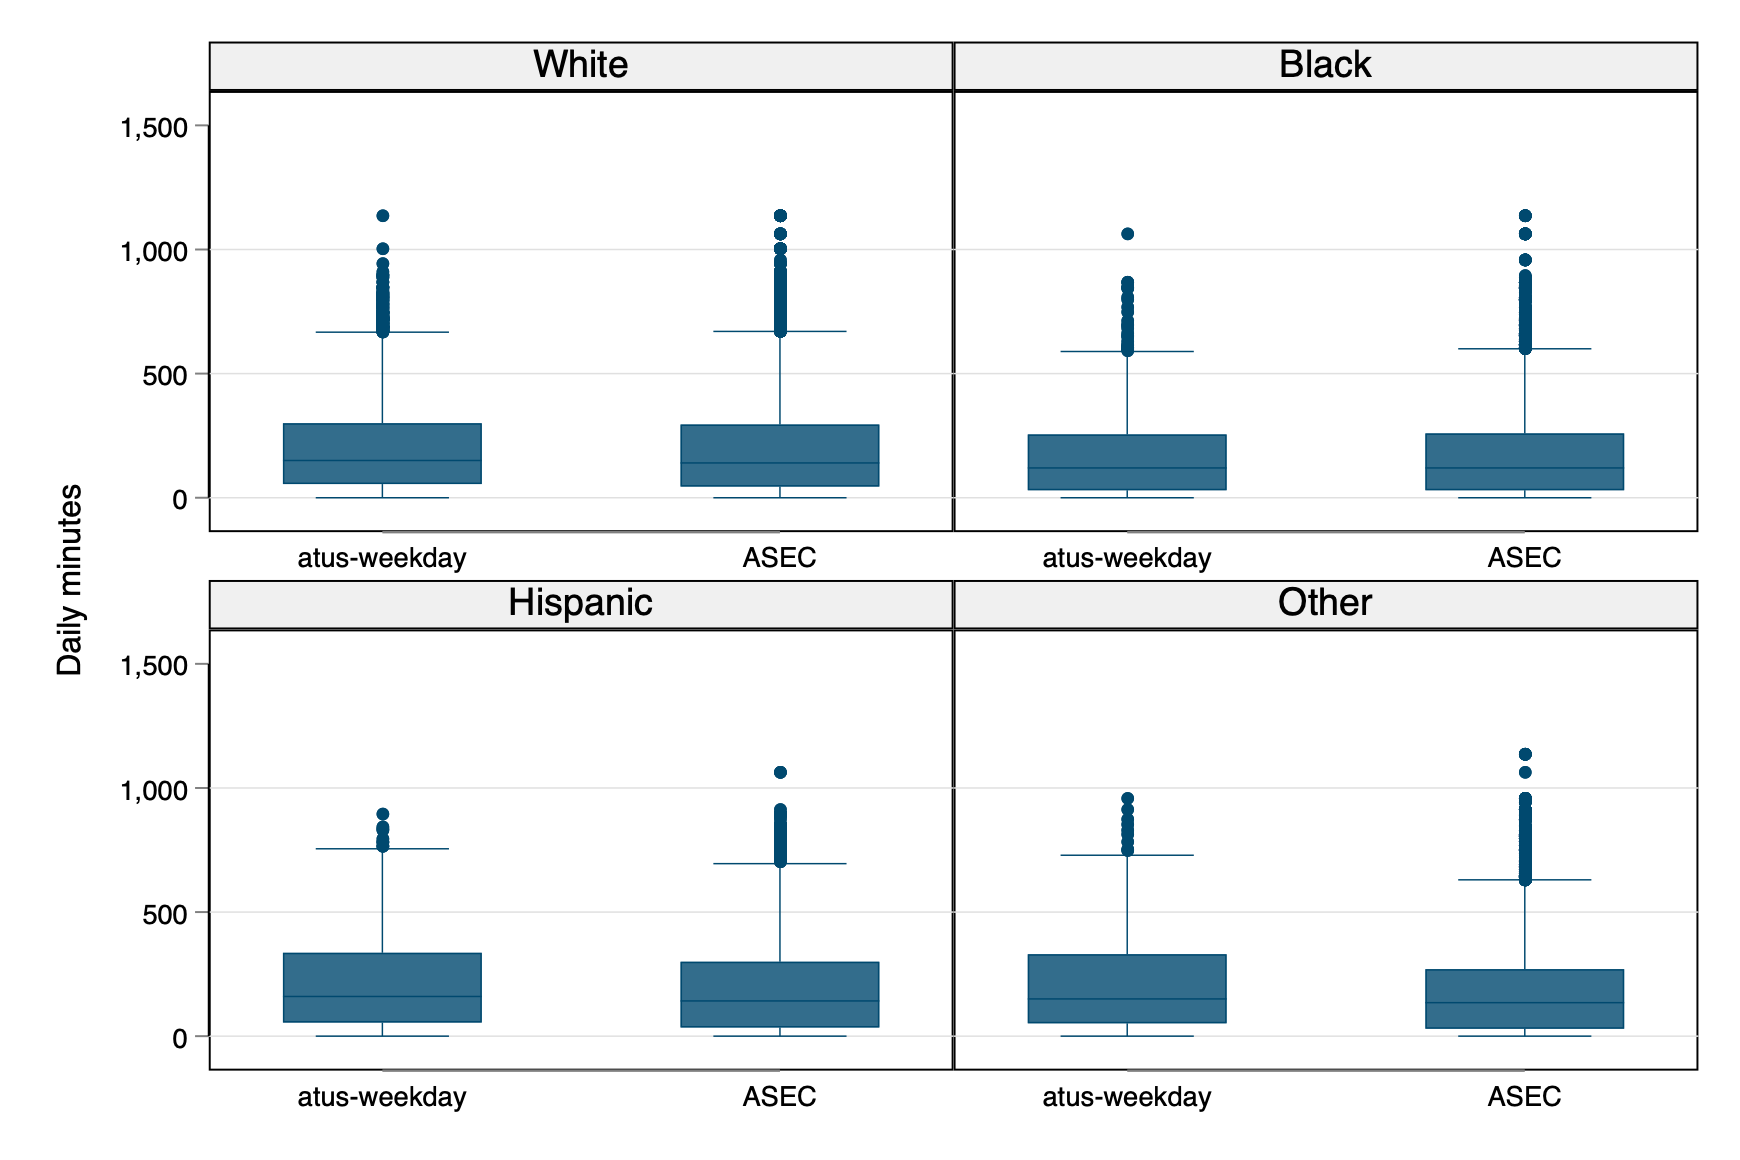 White
Black
1,500
1,000
500
0
atus-weekday
ASEC
atus-weekday
ASEC
Daily minutes
Hispanic
Other
1,500
1,000
500
0
atus-weekday
ASEC
atus-weekday
ASEC